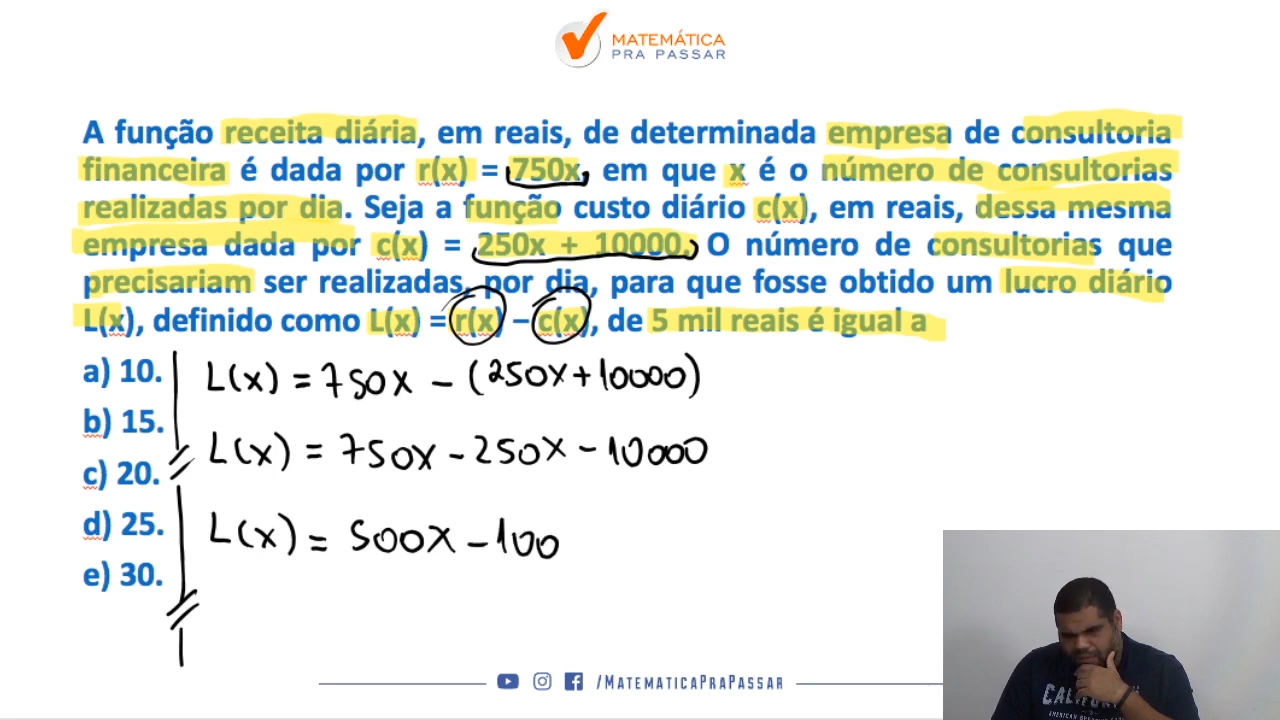 MATEMÁTICA
PRA PASSAR
A função receita diária, em reais, de determinada empresa de consultoria
financeira é dada por r(x) = 750x, em que x é o número de consultorias
realizadas por dia. Seja a função custo diário c(x), em reais, dessa mesma
empresa dada por c(x) = 250x + 10000. O número de consultorias que
precisariam ser realizadas, por dia, para que fosse obtido um lucro diário
L(x), definido como L(x) = r(x) – c(x), de 5 mil reais é igual a
a) 10.
b) 15.
c) 20.
d) 25.
e) 30.
L(x) = 750x - (250x + 10000)
L(x) = 750x - 250x - 10000
L(x) = 500x - 100
/MATEMATICAPRAPASSAR
CALIFOR